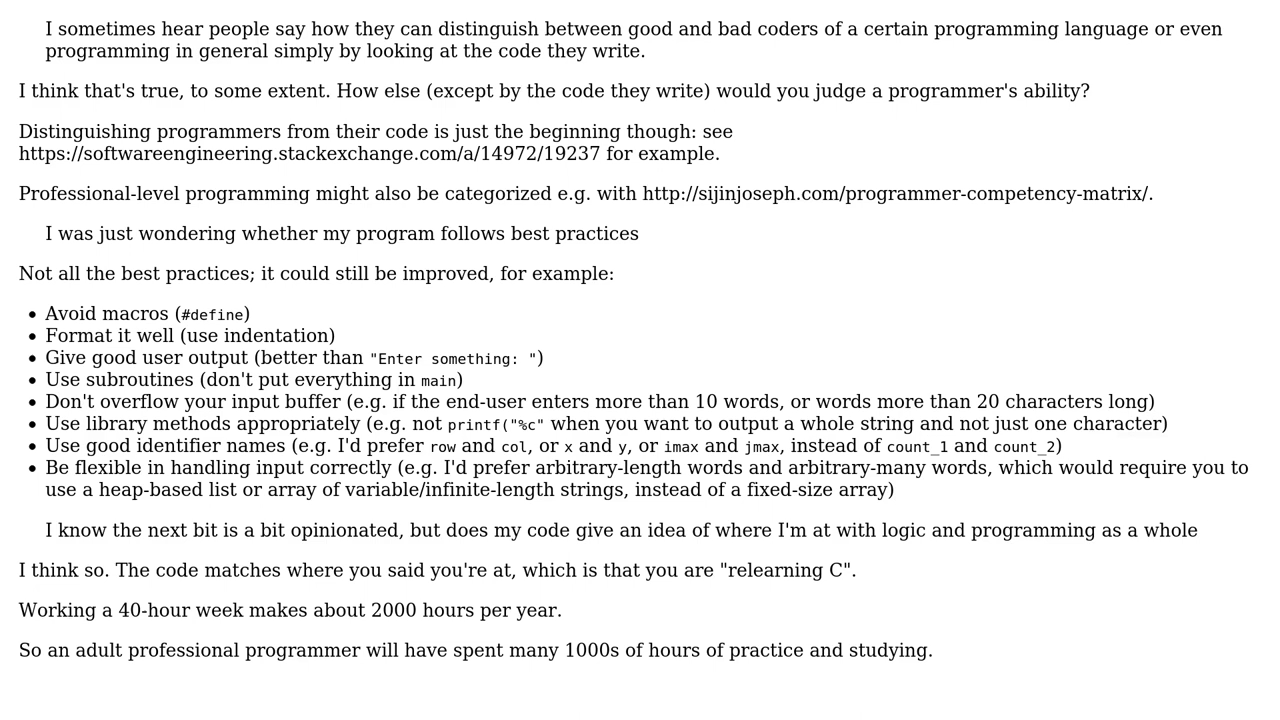 I sometimes hear people say how they can distinguish between good and bad coders of a certain programming language or even
programming in general simply by looking at the code they write.
I think that's true, to some extent. How else (except by the code they write) would you judge a programmer's ability?
Distinguishing programmers from their code is just the beginning though: see
https://softwareengineering.stackexchange.com/a/14972/19237 for example.
Professional-level programming might also be categorized e.g. with http://sijinjoseph.com/programmer-competency-matrix/.
I was just wondering whether my program follows best practices
Not all the best practices; it could still be improved, for example:
• Avoid macros (#define)
• Format it well (use indentation)
• Give good user output (better than "Enter something: ")
• Use subroutines (don't put everything in main)
• Don't overflow your input buffer (e.g. if the end-user enters more than 10 words, or words more than 20 characters long)
• Use library methods appropriately (e.g. not printf("%c" when you want to output a whole string and not just one character)
• Use good identifier names (e.g. I'd prefer row and col, or x and y, or imax and jmax, instead of count_1 and count_2)
• Be flexible in handling input correctly (e.g. I'd prefer arbitrary-length words and arbitrary-many words, which would require you to
use a heap-based list or array of variable/infinite-length strings, instead of a fixed-size array)
I know the next bit is a bit opinionated, but does my code give an idea of where I'm at with logic and programming as a whole
I think so. The code matches where you said you're at, which is that you are "relearning C".
Working a 40-hour week makes about 2000 hours per year.
So an adult professional programmer will have spent many 1000s of hours of practice and studying.